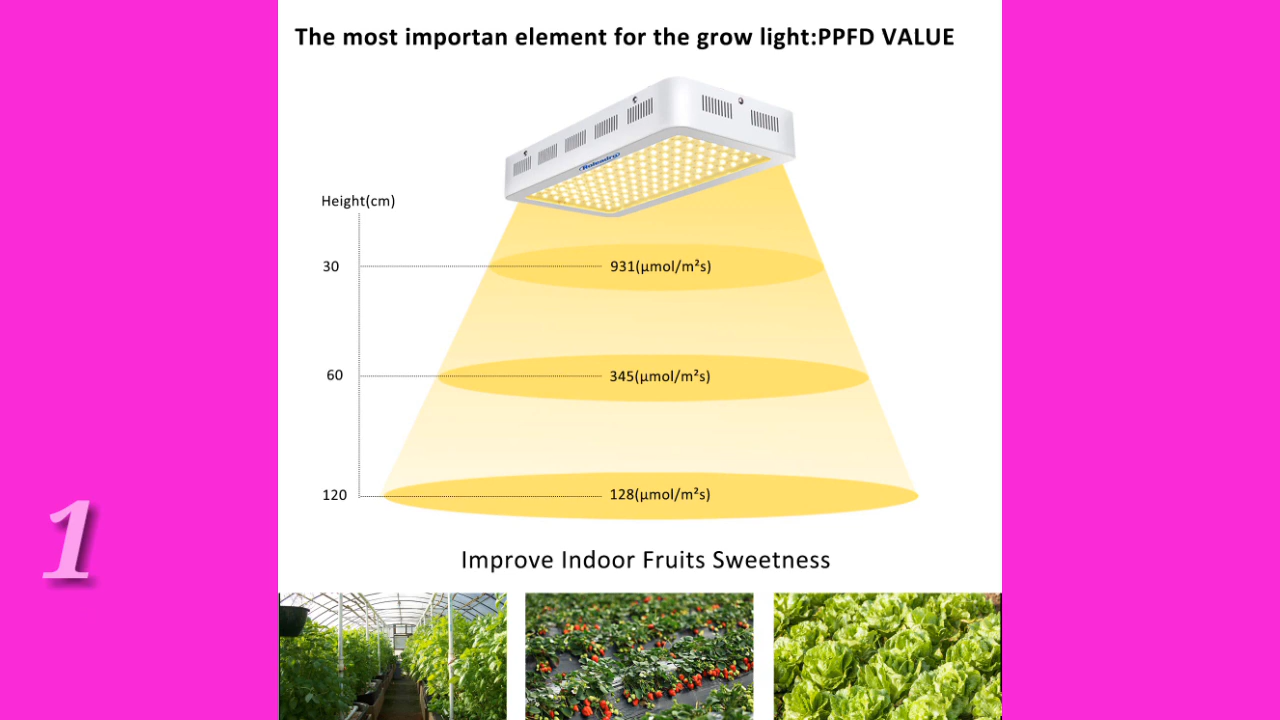 The most importan element for the grow light:PPFD VALUE
Roleadro
Height(cm)
30
931(μmol/m²s)
60
345(μmol/m²s)
120
128(μmol/m²s)
1
Improve Indoor Fruits Sweetness